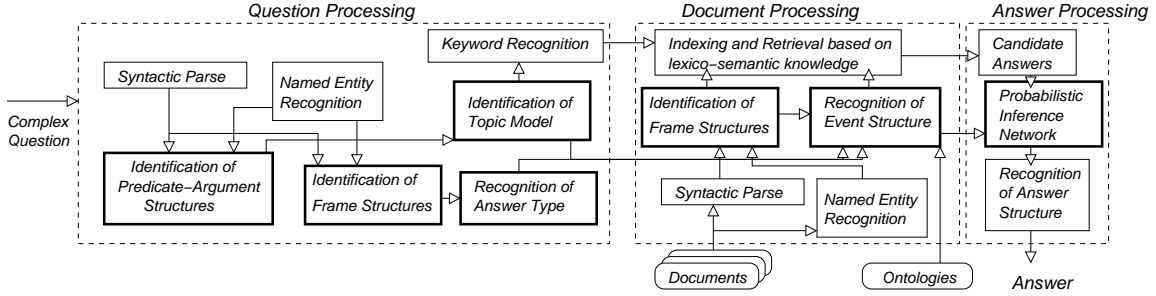 Question Processing
Document Processing
Answer Processing
Keyword Recognition
Indexing and Retrieval based on
lexico-semantic knowledge
Candidate
Answers
Syntactic Parse
Named Entity
Recognition
Identification of
Topic Model
Identification of
Frame Structures
Recognition of
Event Structure
Probabilistic
Inference
Network
Complex
Question
Identification of
Predicate-Argument
Structures
Identification of
Frame Structures
Recognition of
Answer Type
Syntactic Parse
Named Entity
Recognition
Recognition
of Answer
Structure
Documents
Ontologies
Answer